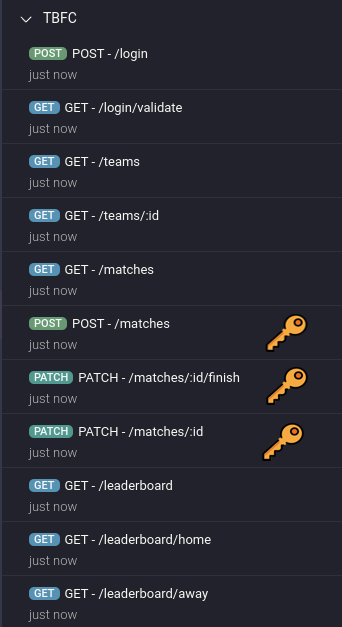 TBFC
POST POST - /login
just now
GET GET - /login/validate
just now
GET GET - /teams
just now
GET GET - /teams/:id
just now
GET GET - /matches
just now
POST POST - /matches
just now
PATCH PATCH - /matches/:id/finish
just now
PATCH PATCH - /matches/:id
just now
GET GET - /leaderboard
just now
GET GET - /leaderboard/home
just now
GET GET - /leaderboard/away
just now